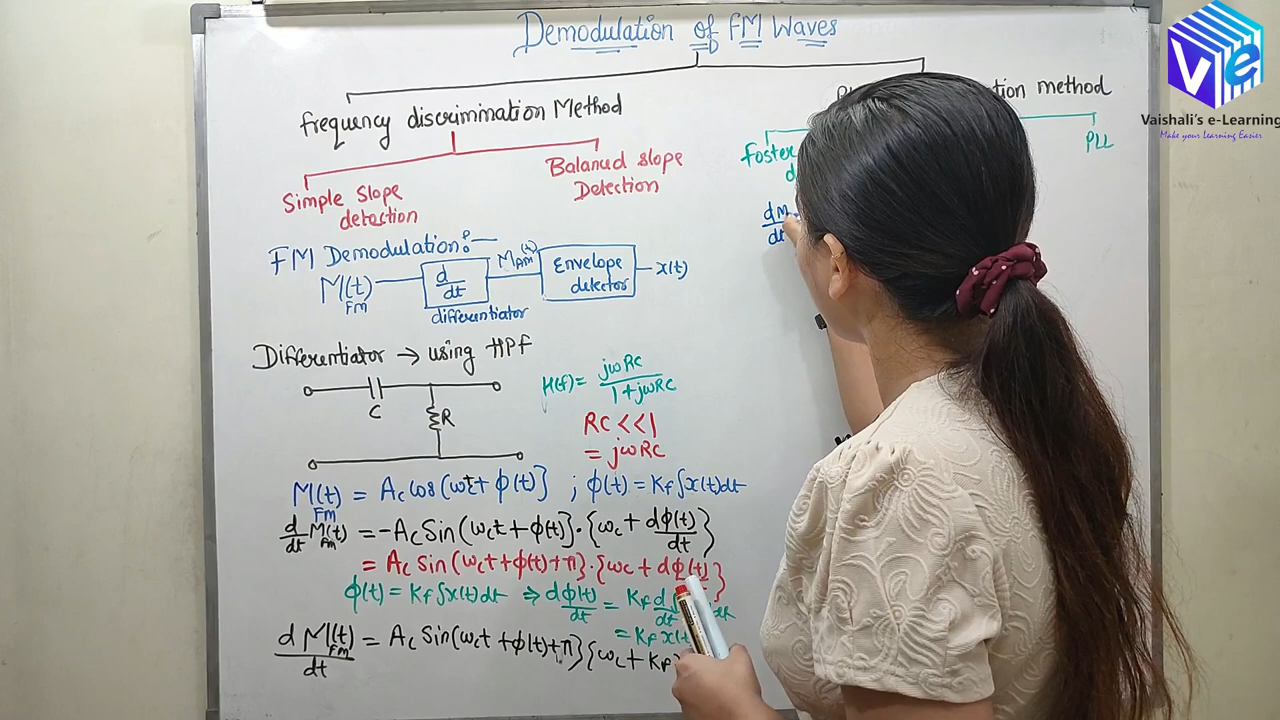 Demodulation of FM Waves
frequency discrimination Method
method
Simple slope detection
Balanced slope Detection
Foster
PLL
Vaishali's e-Learning
Make your Learning Easier
FM Demodulation:-
M(t) FM
d/dt
differentiator
M(t) AM
Envelope detector
x(t)
dM/dt
Differentiator → using HPF
C
R
H(f) = jωRC / 1+jωRC
RC <<1
= jωRC
M(t) FM = Ac cos(ωct + ϕ(t)} ; ϕ(t) = Kf∫x(t)dt
d/dt M(t) FM = -Ac Sin(ωct + ϕ(t)}·{ωc + dϕ(t)/dt}
= Ac Sin(ωct + ϕ(t)+π}·{ωc + dϕ(t)}
ϕ(t) = Kf∫x(t)dt ⇒ dϕ(t)/dt = Kf d/dt
= Kf x(t
d M(t) FM / dt = Ac Sin(ωct + ϕ(t)+π}{ωc + Kf